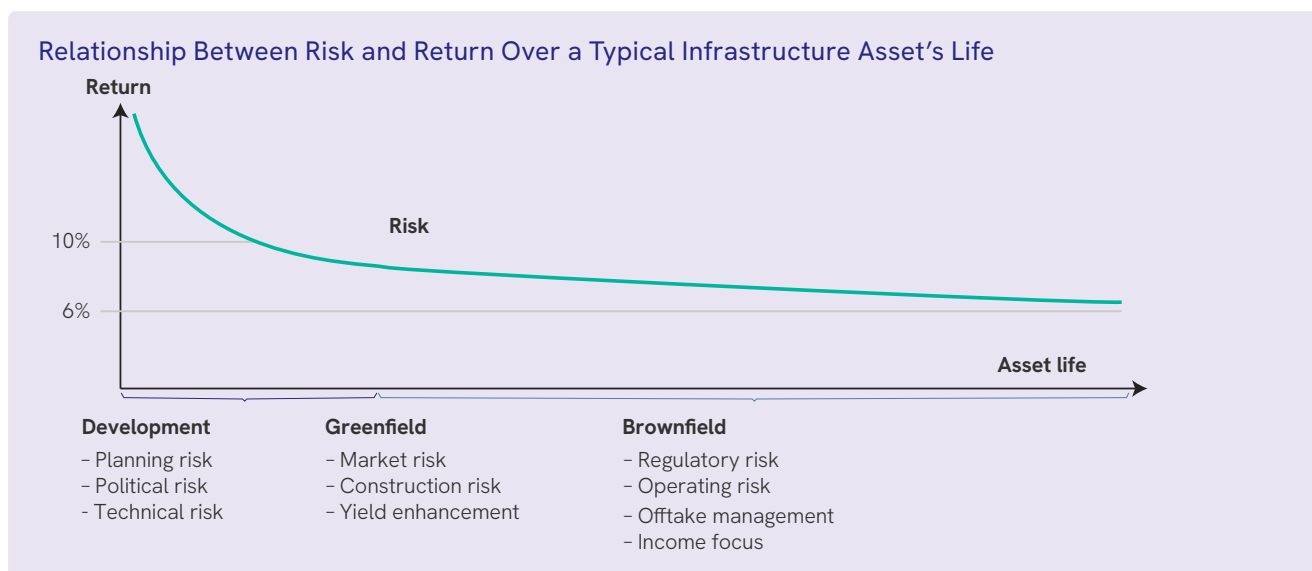 Relationship Between Risk and Return Over a Typical Infrastructure Asset's Life
Return
Risk
10%
6%
Asset life
Development
– Planning risk
– Political risk
- Technical risk
Greenfield
– Market risk
– Construction risk
– Yield enhancement
Brownfield
– Regulatory risk
– Operating risk
– Offtake management
– Income focus